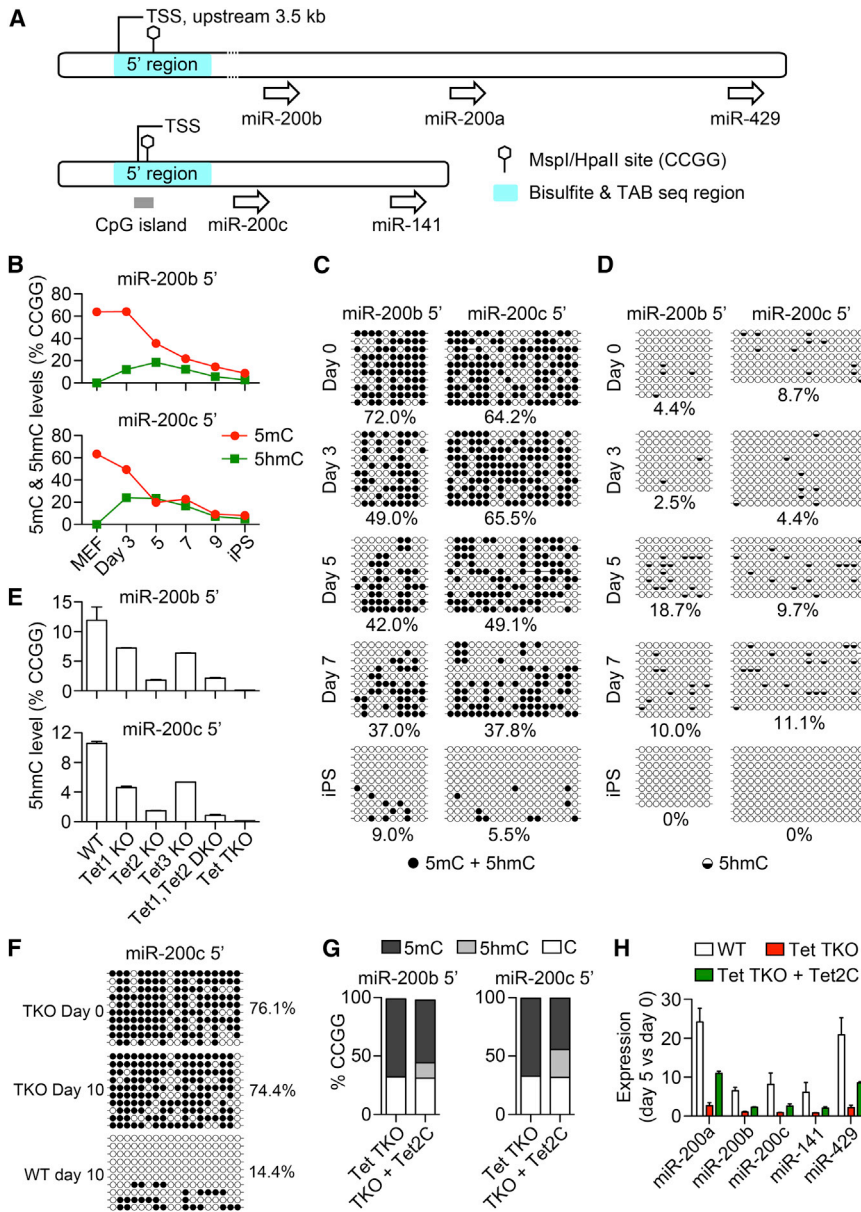 A
TSS, upstream 3.5 kb
5' region
miR-200b
miR-200a
miR-429
TSS
5' region
CpG island
miR-200c
miR-141
MspI/HpaII site (CCGG)
Bisulfite & TAB seq region
B
miR-200b 5'
5mC & 5hmC levels (% CCGG)
80
60
40
20
0
miR-200c 5'
80
60
40
20
0
5mC
5hmC
MEF
Day 3
5
7
9
iPS
C
miR-200b 5' miR-200c 5'
Day 0
72.0% 64.2%
Day 3
49.0% 65.5%
Day 5
42.0% 49.1%
Day 7
37.0% 37.8%
iPS
9.0% 5.5%
5mC + 5hmC
D
miR-200b 5' miR-200c 5'
Day 0
4.4% 8.7%
Day 3
2.5% 4.4%
Day 5
18.7% 9.7%
Day 7
10.0% 11.1%
iPS
0% 0%
5hmC
E
miR-200b 5'
5hmC level (% CCGG)
15
10
5
0
miR-200c 5'
12
8
4
0
WT
Tet1 KO
Tet2 KO
Tet3 KO
Tet1, Tet2 DKO
Tet TKO
F
miR-200c 5'
TKO Day 0 76.1%
TKO Day 10 74.4%
WT day 10 14.4%
G
5mC 5hmC C
miR-200b 5' miR-200c 5'
% CCGG
100
50
0
100
50
0
Tet TKO
TKO + Tet2C
Tet TKO
TKO + Tet2C
H
WT Tet TKO
Tet TKO + Tet2C
Expression
(day 5 vs day 0)
30
20
10
0
miR-200a
miR-200b
miR-200c
miR-141
miR-429